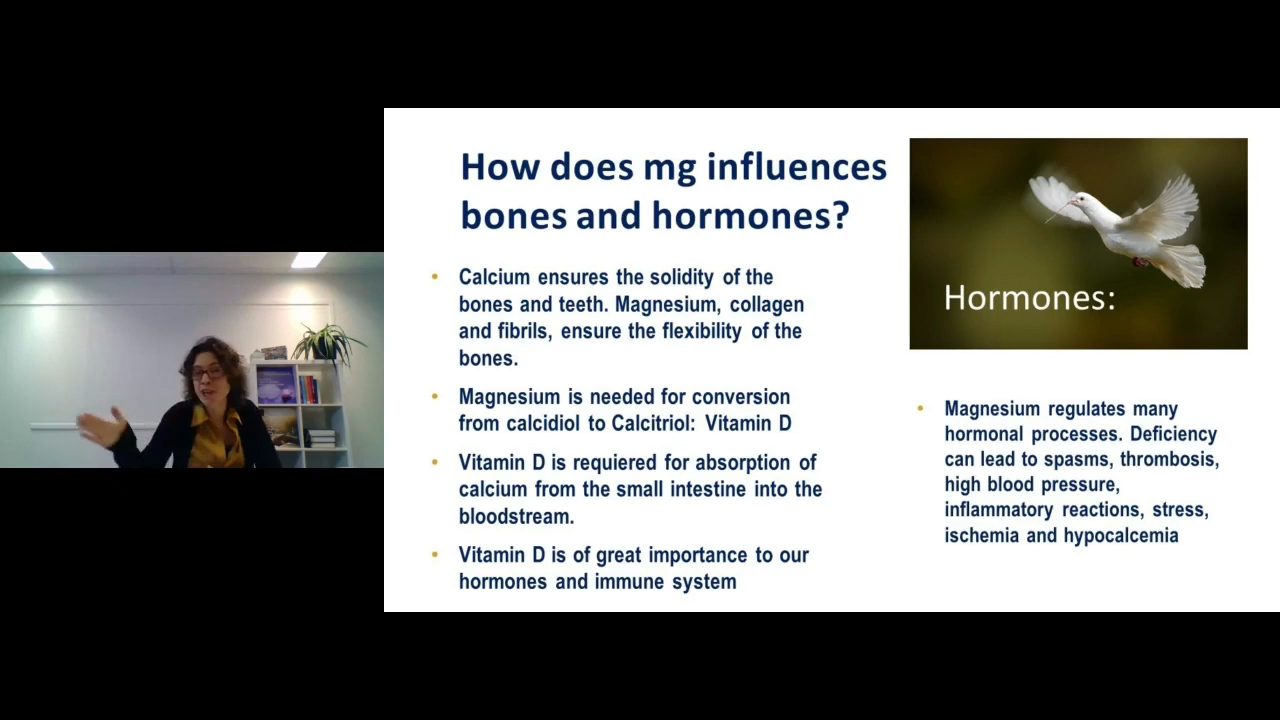 How does mg influences
bones and hormones?
Calcium ensures the solidity of the
bones and teeth. Magnesium, collagen
and fibrils, ensure the flexibility of the
bones.
Magnesium is needed for conversion
from calcidiol to Calcitriol: Vitamin D
Vitamin D is requiered for absorption of
calcium from the small intestine into the
bloodstream.
Vitamin D is of great importance to our
hormones and immune system
Hormones:
Magnesium regulates many
hormonal processes. Deficiency
can lead to spasms, thrombosis,
high blood pressure,
inflammatory reactions, stress,
ischemia and hypocalcemia